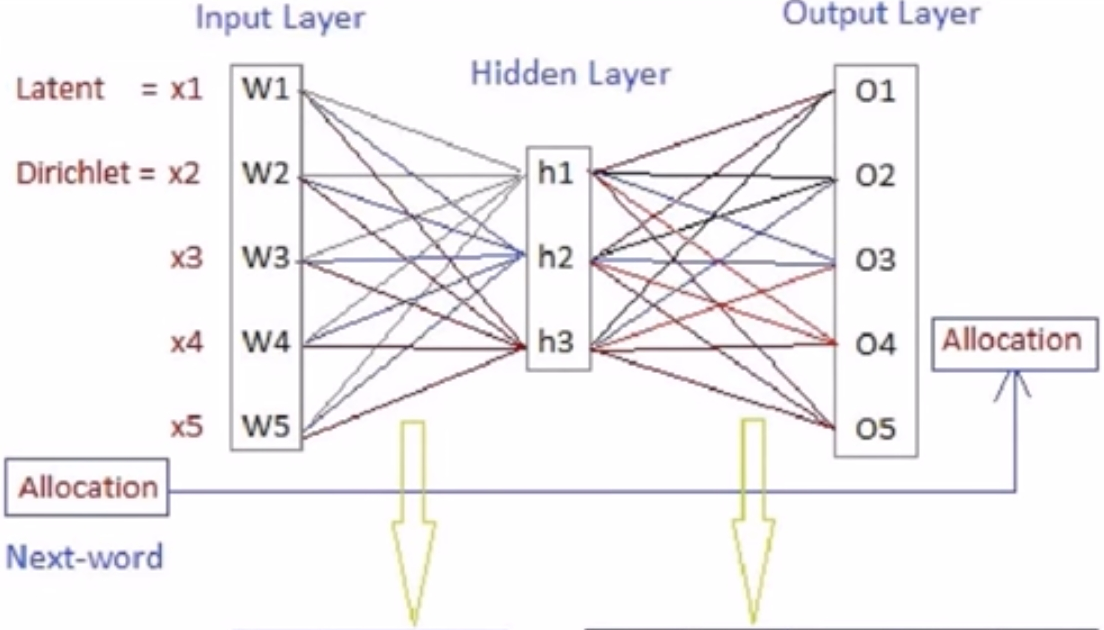 Input Layer
Output Layer
Hidden Layer
Latent = x1
W1
O1
Dirichlet = x2
W2
h1
O2
x3
W3
h2
O3
x4
W4
h3
O4
Allocation
x5
W5
O5
Allocation
Next-word